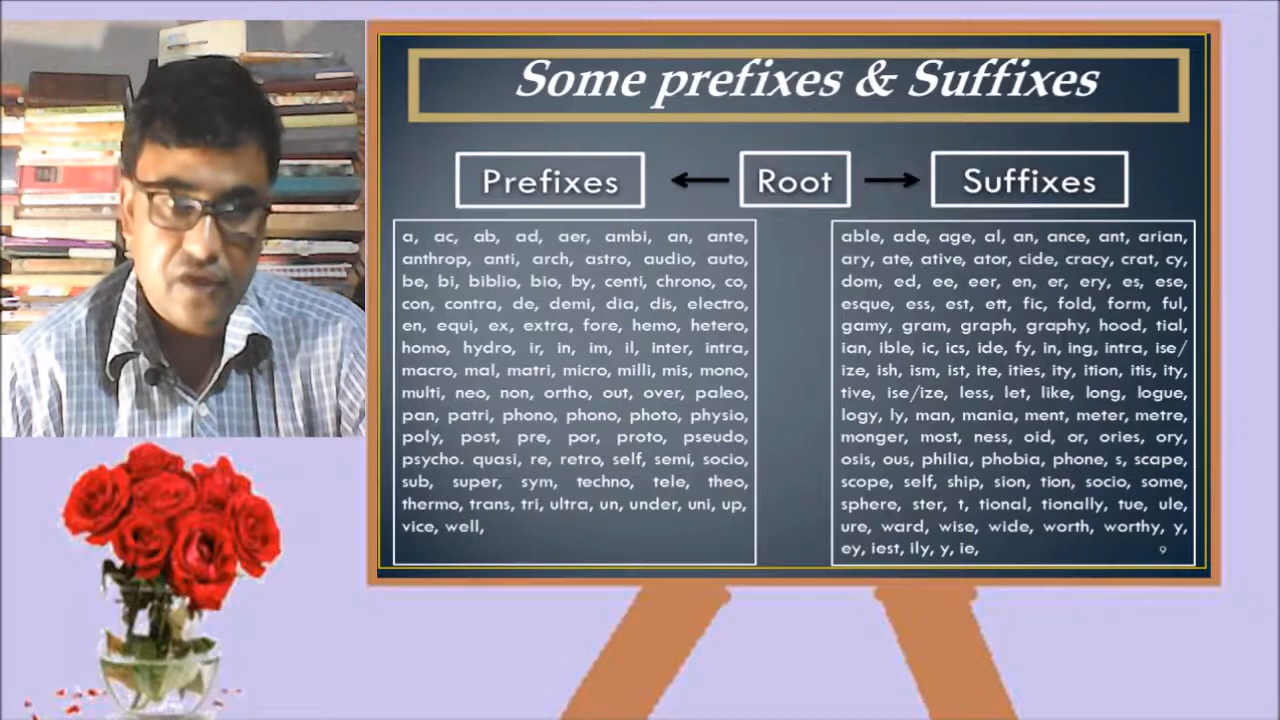 Some prefixes & Suffixes
Prefixes
Root
Suffixes
a, ac, ab, ad, aer, ambi, an, ante,
anthrop, anti, arch, astro, audio, auto,
be, bi, biblio, bio, by, centi, chrono, co,
con, contra, de, demi, dia, dis, electro,
en, equi, ex, extra, fore, hemo, hetero,
homo, hydro, ir, in, im, il, inter, intra,
macro, mal, matri, micro, milli, mis, mono,
multi, neo, non, ortho, out, over, paleo,
pan, patri, phono, phono, photo, physio,
poly, post, pre, por, proto, pseudo,
psycho. quasi, re, retro, self, semi, socio,
sub, super, sym, techno, tele, theo,
thermo, trans, tri, ultra, un, under, uni, up,
vice, well,
able, ade, age, al, an, ance, ant, arian,
ary, ate, ative, ator, cide, cracy, crat, cy,
dom, ed, ee, eer, en, er, ery, es, ese,
esque, ess, est, ett, fic, fold, form, ful,
gamy, gram, graph, graphy, hood, tial,
ian, ible, ic, ics, ide, fy, in, ing, intra, ise/
ize, ish, ism, ist, ite, ities, ity, ition, itis, ity,
tive, ise/ize, less, let, like, long, logue,
logy, ly, man, mania, ment, meter, metre,
monger, most, ness, oid, or, ories, ory,
osis, ous, philia, phobia, phone, s, scape,
scope, self, ship, sion, tion, socio, some,
sphere, ster, t, tional, tionally, tue, ule,
ure, ward, wise, wide, worth, worthy, y,
ey, iest, ily, y, ie,
9